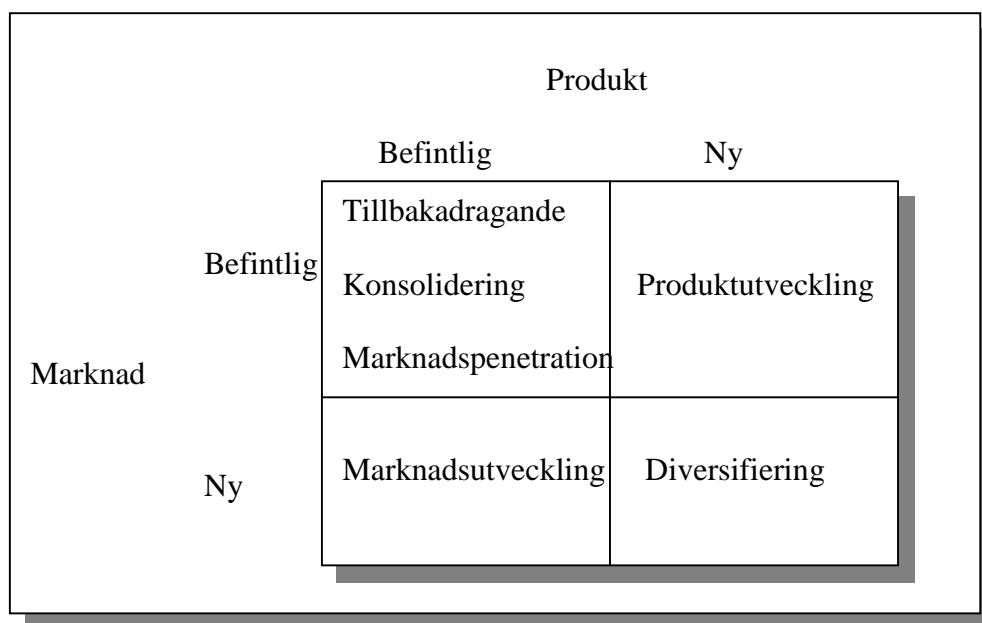 Produkt
Befintlig Ny
Tillbakadragande
Befintlig
Konsolidering Produktutveckling
Marknadspenetration
Marknad
Marknadsutveckling Diversifiering
Ny